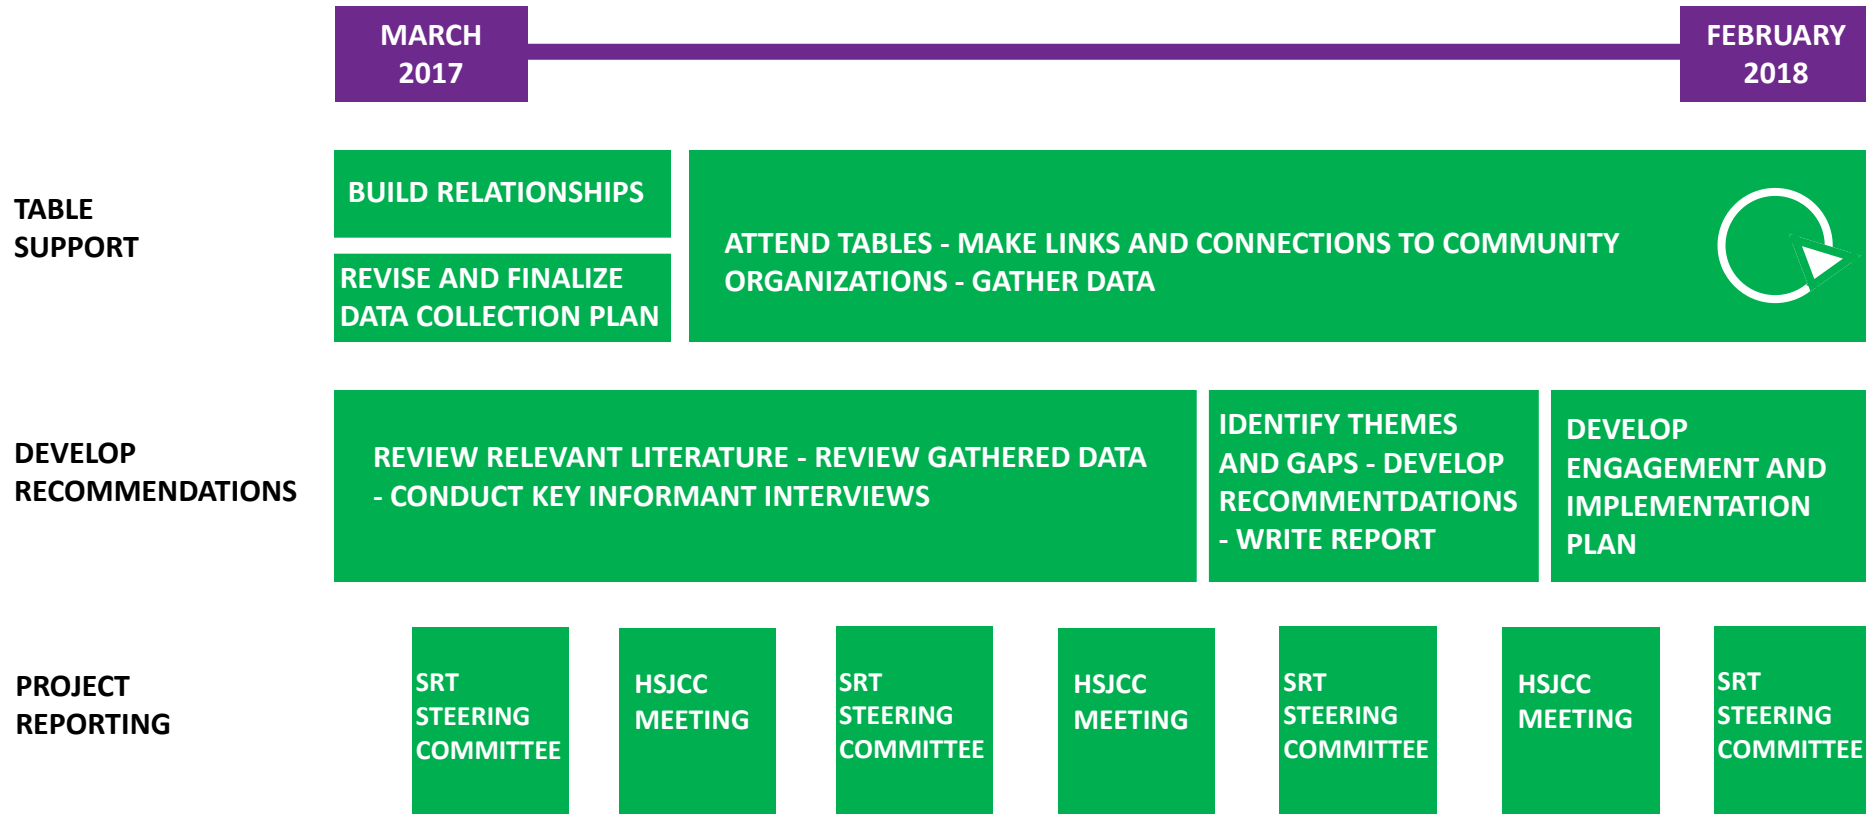 MARCH
2017
FEBRUARY
2018
TABLE
SUPPORT
BUILD RELATIONSHIPS
REVISE AND FINALIZE
DATA COLLECTION PLAN
ATTEND TABLES - MAKE LINKS AND CONNECTIONS TO COMMUNITY
ORGANIZATIONS - GATHER DATA
DEVELOP
RECOMMENDATIONS
REVIEW RELEVANT LITERATURE - REVIEW GATHERED DATA
- CONDUCT KEY INFORMANT INTERVIEWS
IDENTIFY THEMES
AND GAPS - DEVELOP
RECOMMENTDATIONS
- WRITE REPORT
DEVELOP
ENGAGEMENT AND
IMPLEMENTATION
PLAN
PROJECT
REPORTING
SRT
STEERING
COMMITTEE
HSJCC
MEETING
SRT
STEERING
COMMITTEE
HSJCC
MEETING
SRT
STEERING
COMMITTEE
HSJCC
MEETING
SRT
STEERING
COMMITTEE